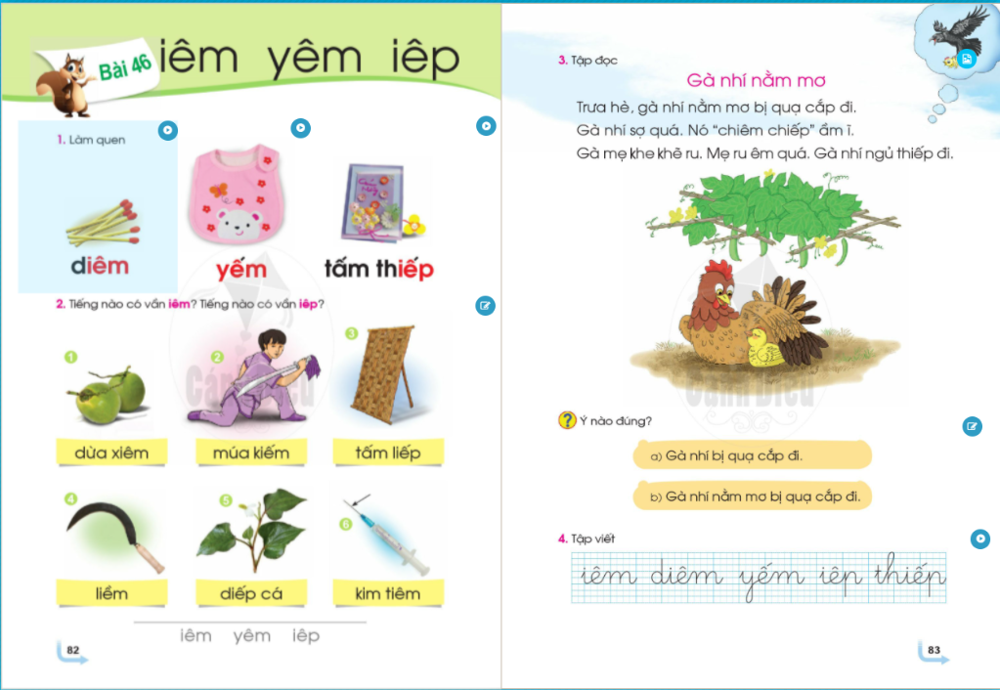 Bài 46
iêm yêm iêp
1. Làm quen
diêm
yếm
tấm thiếp
2. Tiếng nào có vần iêm? Tiếng nào có vần iêp?
1
2
3
dừa xiêm
múa kiếm
tấm liếp
4
5
6
liềm
diếp cá
kim tiêm
iêm yêm iêp
82
3. Tập đọc
Gà nhí nằm mơ
Trưa hè, gà nhí nằm mơ bị quạ cắp đi.
Gà nhí sợ quá. Nó “chiêm chiếp” ầm ĩ.
Gà mẹ khe khẽ ru. Mẹ ru êm quá. Gà nhí ngủ thiếp đi.
Cánh Diều
Cánh Diều
? Ý nào đúng?
a) Gà nhí bị quạ cắp đi.
b) Gà nhí nằm mơ bị quạ cắp đi.
4. Tập viết
iêm diêm yếm iêp thiếp
83